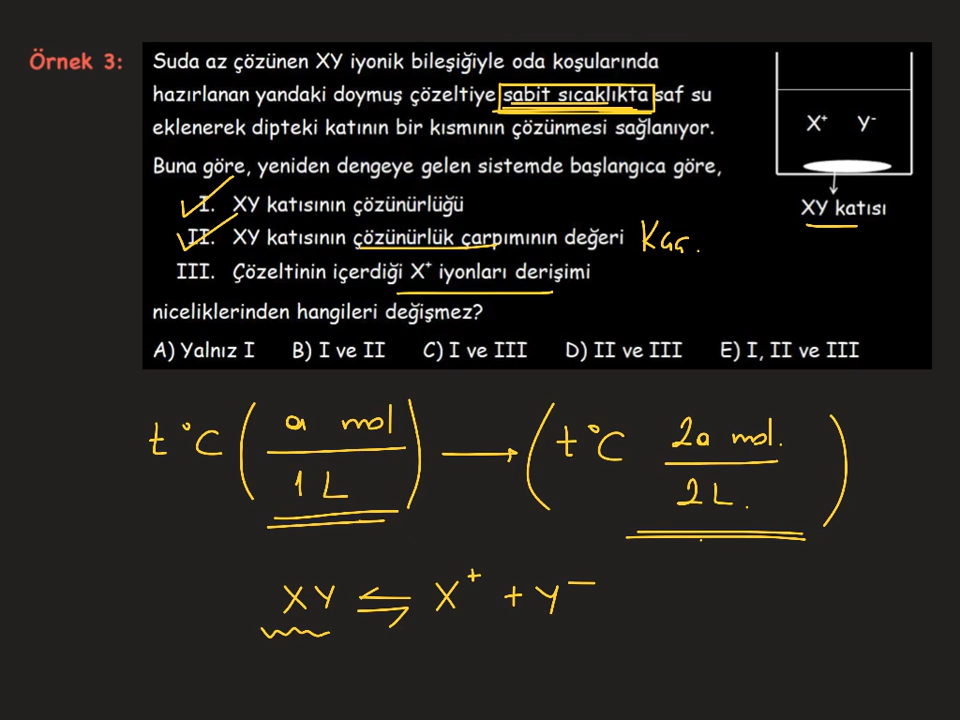 Örnek 3:
Suda az çözünen XY iyonik bileşiğiyle oda koşularında
hazırlanan yandaki doymuş çözeltiye sabit sıcaklıkta saf su
eklenerek dipteki katının bir kısmının çözünmesi sağlanıyor.
Buna göre, yeniden dengeye gelen sistemde başlangıca göre,
I. XY katısının çözünürlüğü
II. XY katısının çözünürlük çarpımının değeri Kçç.
III. Çözeltinin içerdiği X⁺ iyonları derişimi
niceliklerinden hangileri değişmez?
A) Yalnız I B) I ve II C) I ve III D) II ve III E) I, II ve III
X⁺ Y⁻
XY katısı
t °C ( a mol / 1 L ) → ( t °C 2a mol. / 2 L. )
XY ⇌ X⁺ + Y⁻